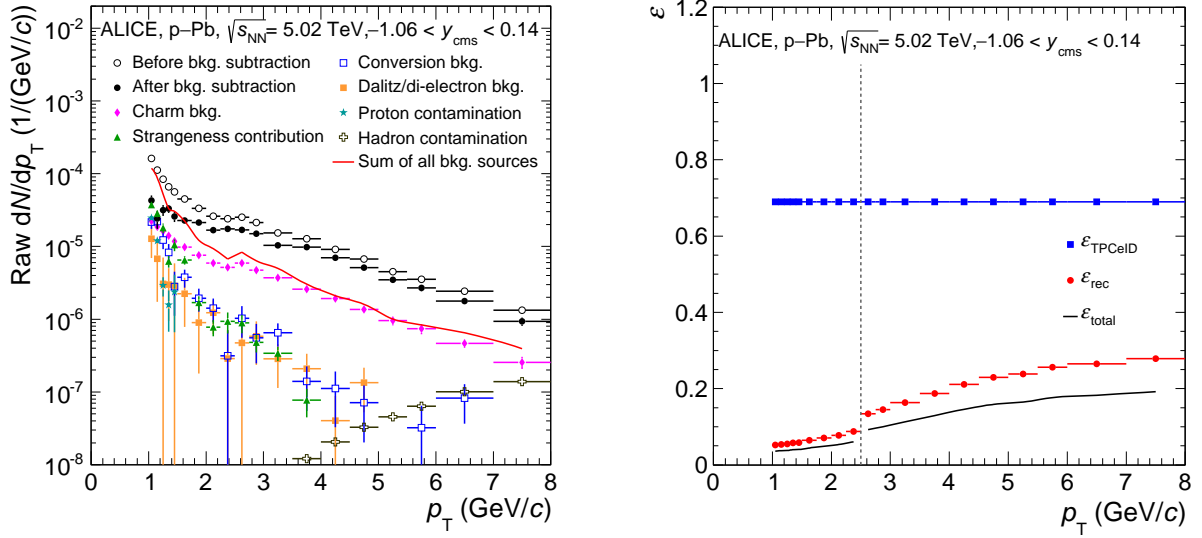 ALICE, p–Pb, √s_NN = 5.02 TeV, –1.06 < y_cms < 0.14
Before bkg. subtraction
After bkg. subtraction
Charm bkg.
Strangeness contribution
Conversion bkg.
Dalitz/di-electron bkg.
Proton contamination
Hadron contamination
Sum of all bkg. sources
Raw dN/dp_T (1/(GeV/c))
10⁻²
10⁻³
10⁻⁴
10⁻⁵
10⁻⁶
10⁻⁷
10⁻⁸
0 1 2 3 4 5 6 7 8
p_T (GeV/c)
ε
ALICE, p–Pb, √s_NN = 5.02 TeV, –1.06 < y_cms < 0.14
1.2
1
0.8
0.6
0.4
0.2
0
ε_TPCeID
ε_rec
ε_total
0 1 2 3 4 5 6 7 8
p_T (GeV/c)